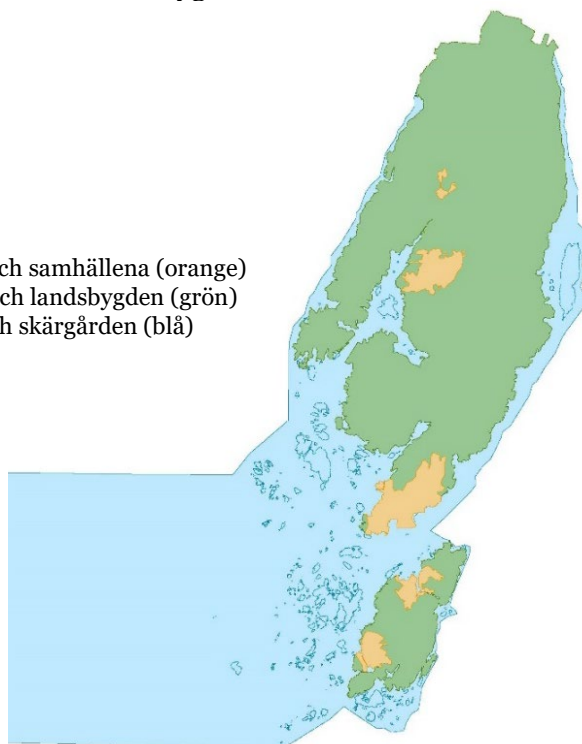 ch samhällena (orange)
ch landsbygden (grön)
h skärgården (blå)